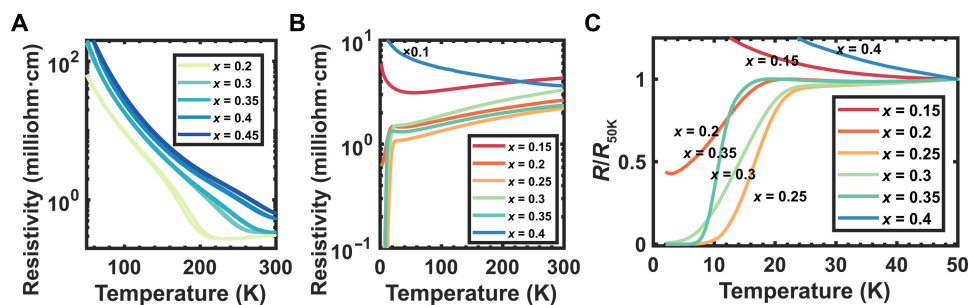 A
Resistivity (milliohm·cm)
10²
10⁰
x = 0.2
x = 0.3
x = 0.35
x = 0.4
x = 0.45
100
200
300
Temperature (K)
B
Resistivity (milliohm·cm)
10¹
10⁰
10⁻¹
×0.1
x = 0.15
x = 0.2
x = 0.25
x = 0.3
x = 0.35
x = 0.4
0
100
200
300
Temperature (K)
C
R/R50K
1
0.5
0
x = 0.4
x = 0.15
x = 0.2
x = 0.35
x = 0.3
x = 0.25
x = 0.15
x = 0.2
x = 0.25
x = 0.3
x = 0.35
x = 0.4
0
10
20
30
40
50
Temperature (K)